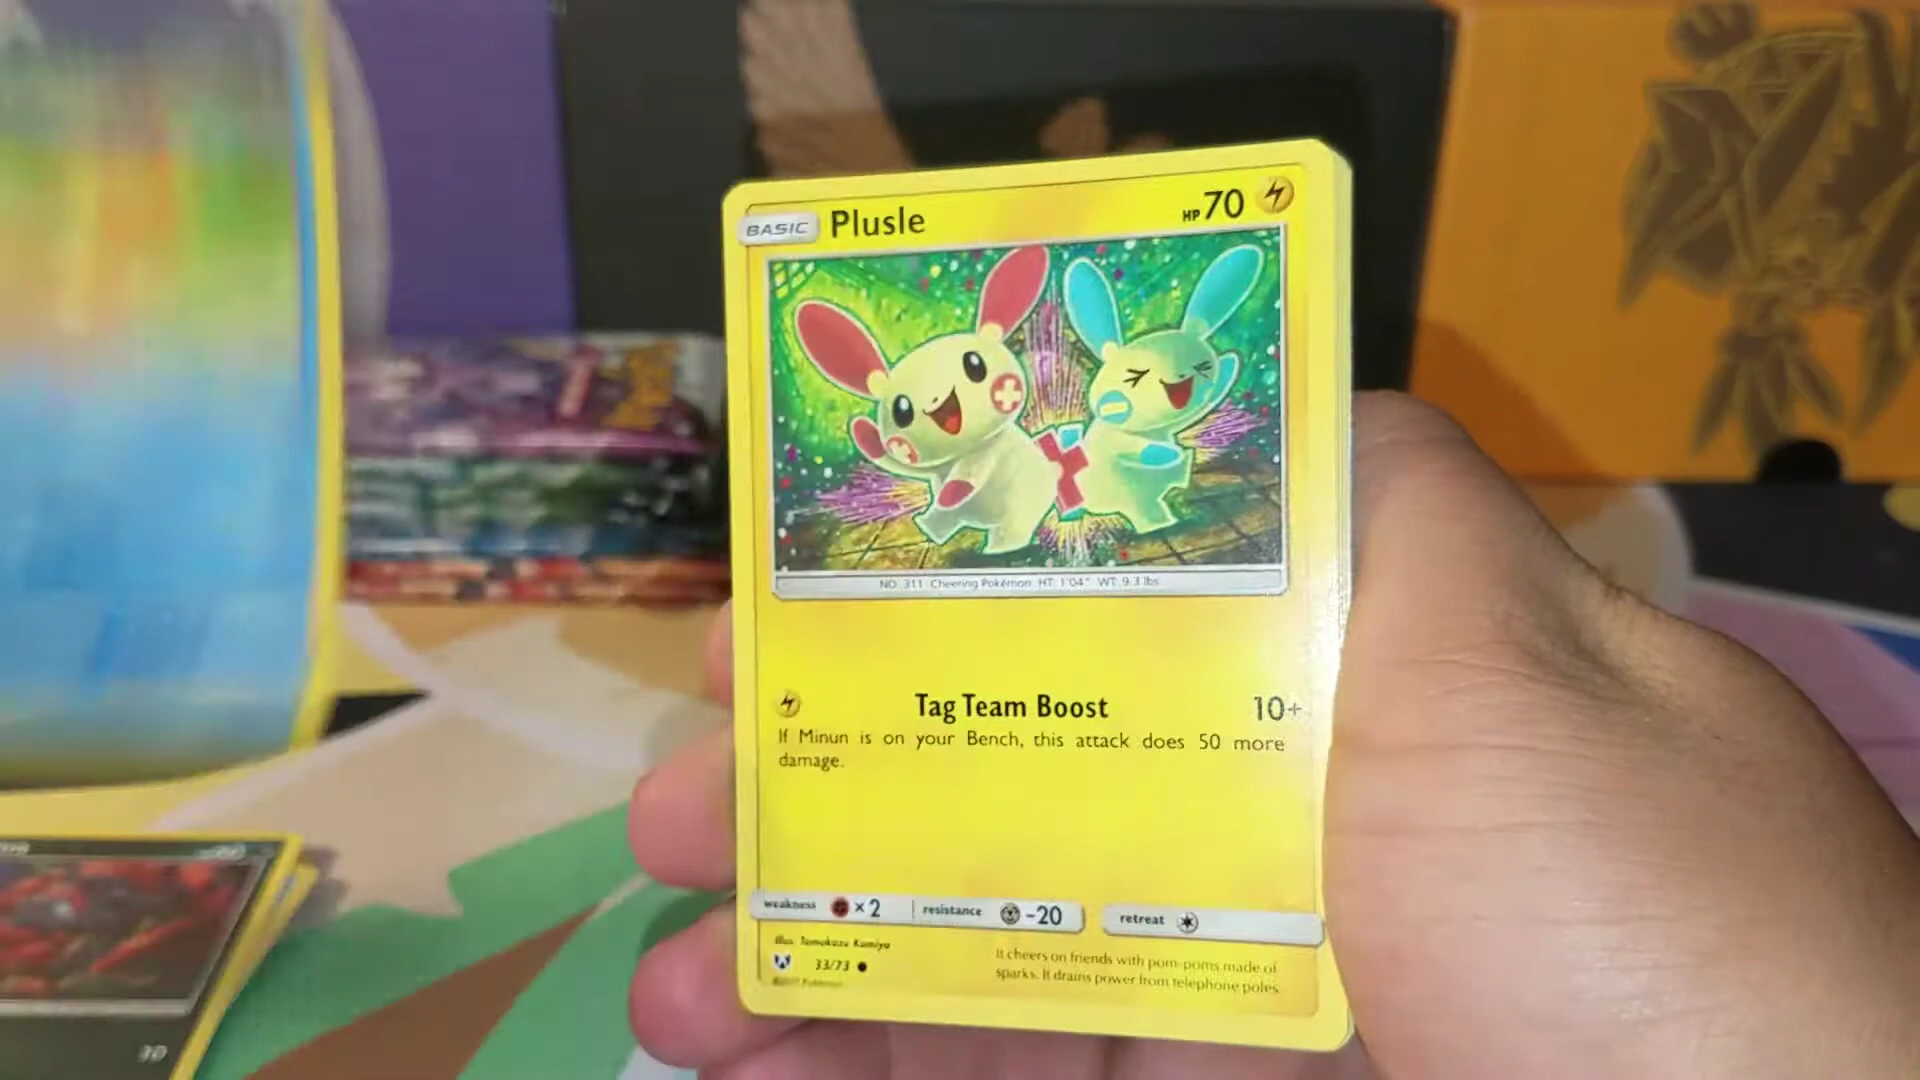 BASIC Plusle HP 70
NO. 311 Cheering Pokémon HT: 1'04" WT: 9.3 lbs.
Tag Team Boost 10+
If Minun is on your Bench, this attack does 50 more
damage.
weakness ×2 resistance -20 retreat
illus. Tomokazu Komiya
33/73
©2017 Pokémon
It cheers on friends with pom-poms made of
sparks. It drains power from telephone poles.
30